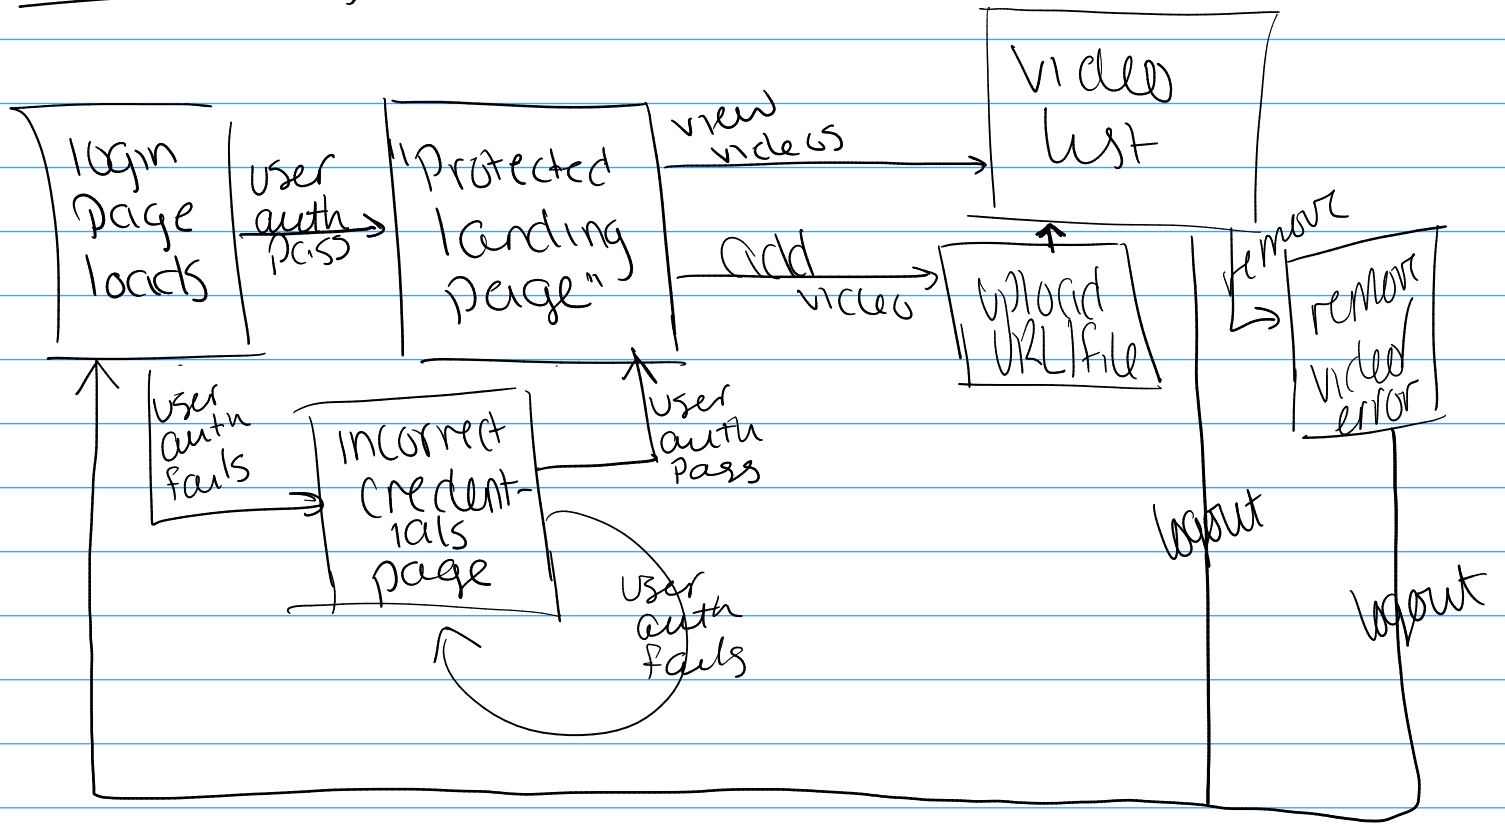 login
page
loads
user
auth
pass
"Protected
landing
page"
view
videos
add
video
Video
List
upload
URL/file
remove
remove
video
error
user
auth
fails
incorrect
credent-
ials
page
user
auth
pass
user
auth
fails
logout
logout